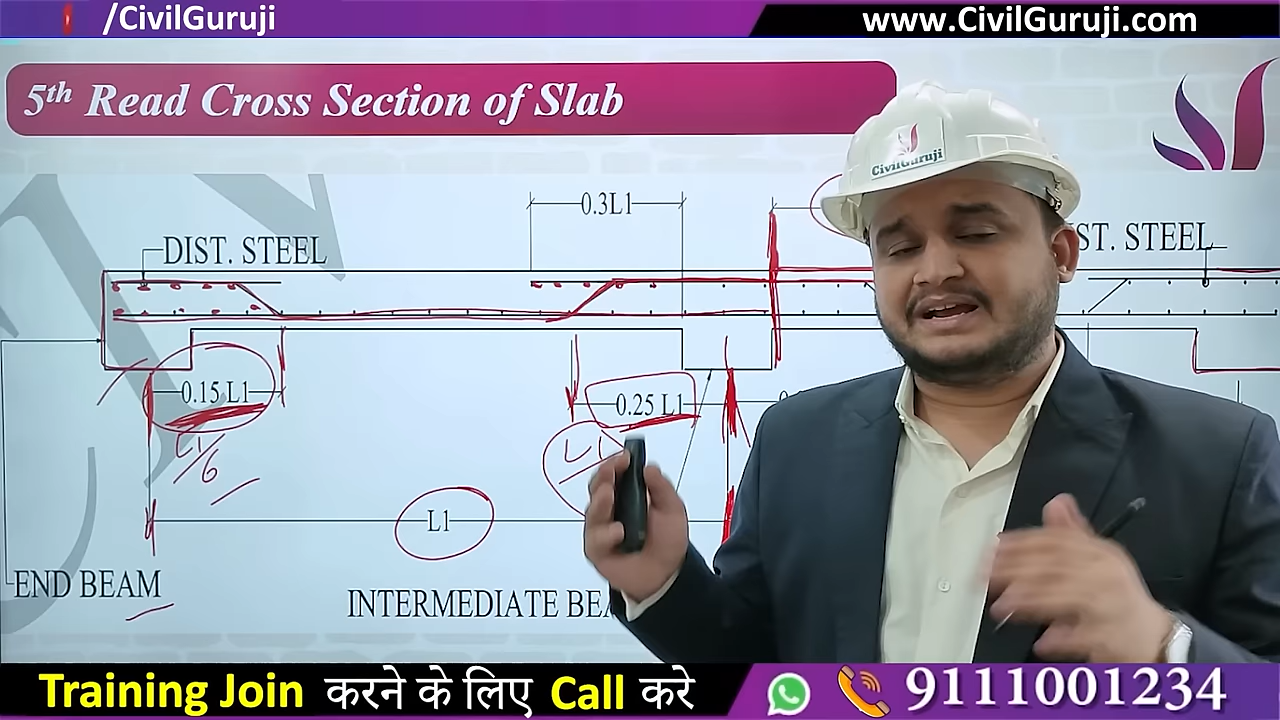 /CivilGuruji
www.CivilGuruji.com
5th Read Cross Section of Slab
CivilGuruji
0.3L1
DIST. STEEL
ST. STEEL
0.15 L1
0.25 L1
L1/6
L1
END BEAM
INTERMEDIATE BEA
Training Join करने के लिए Call करे
9111001234